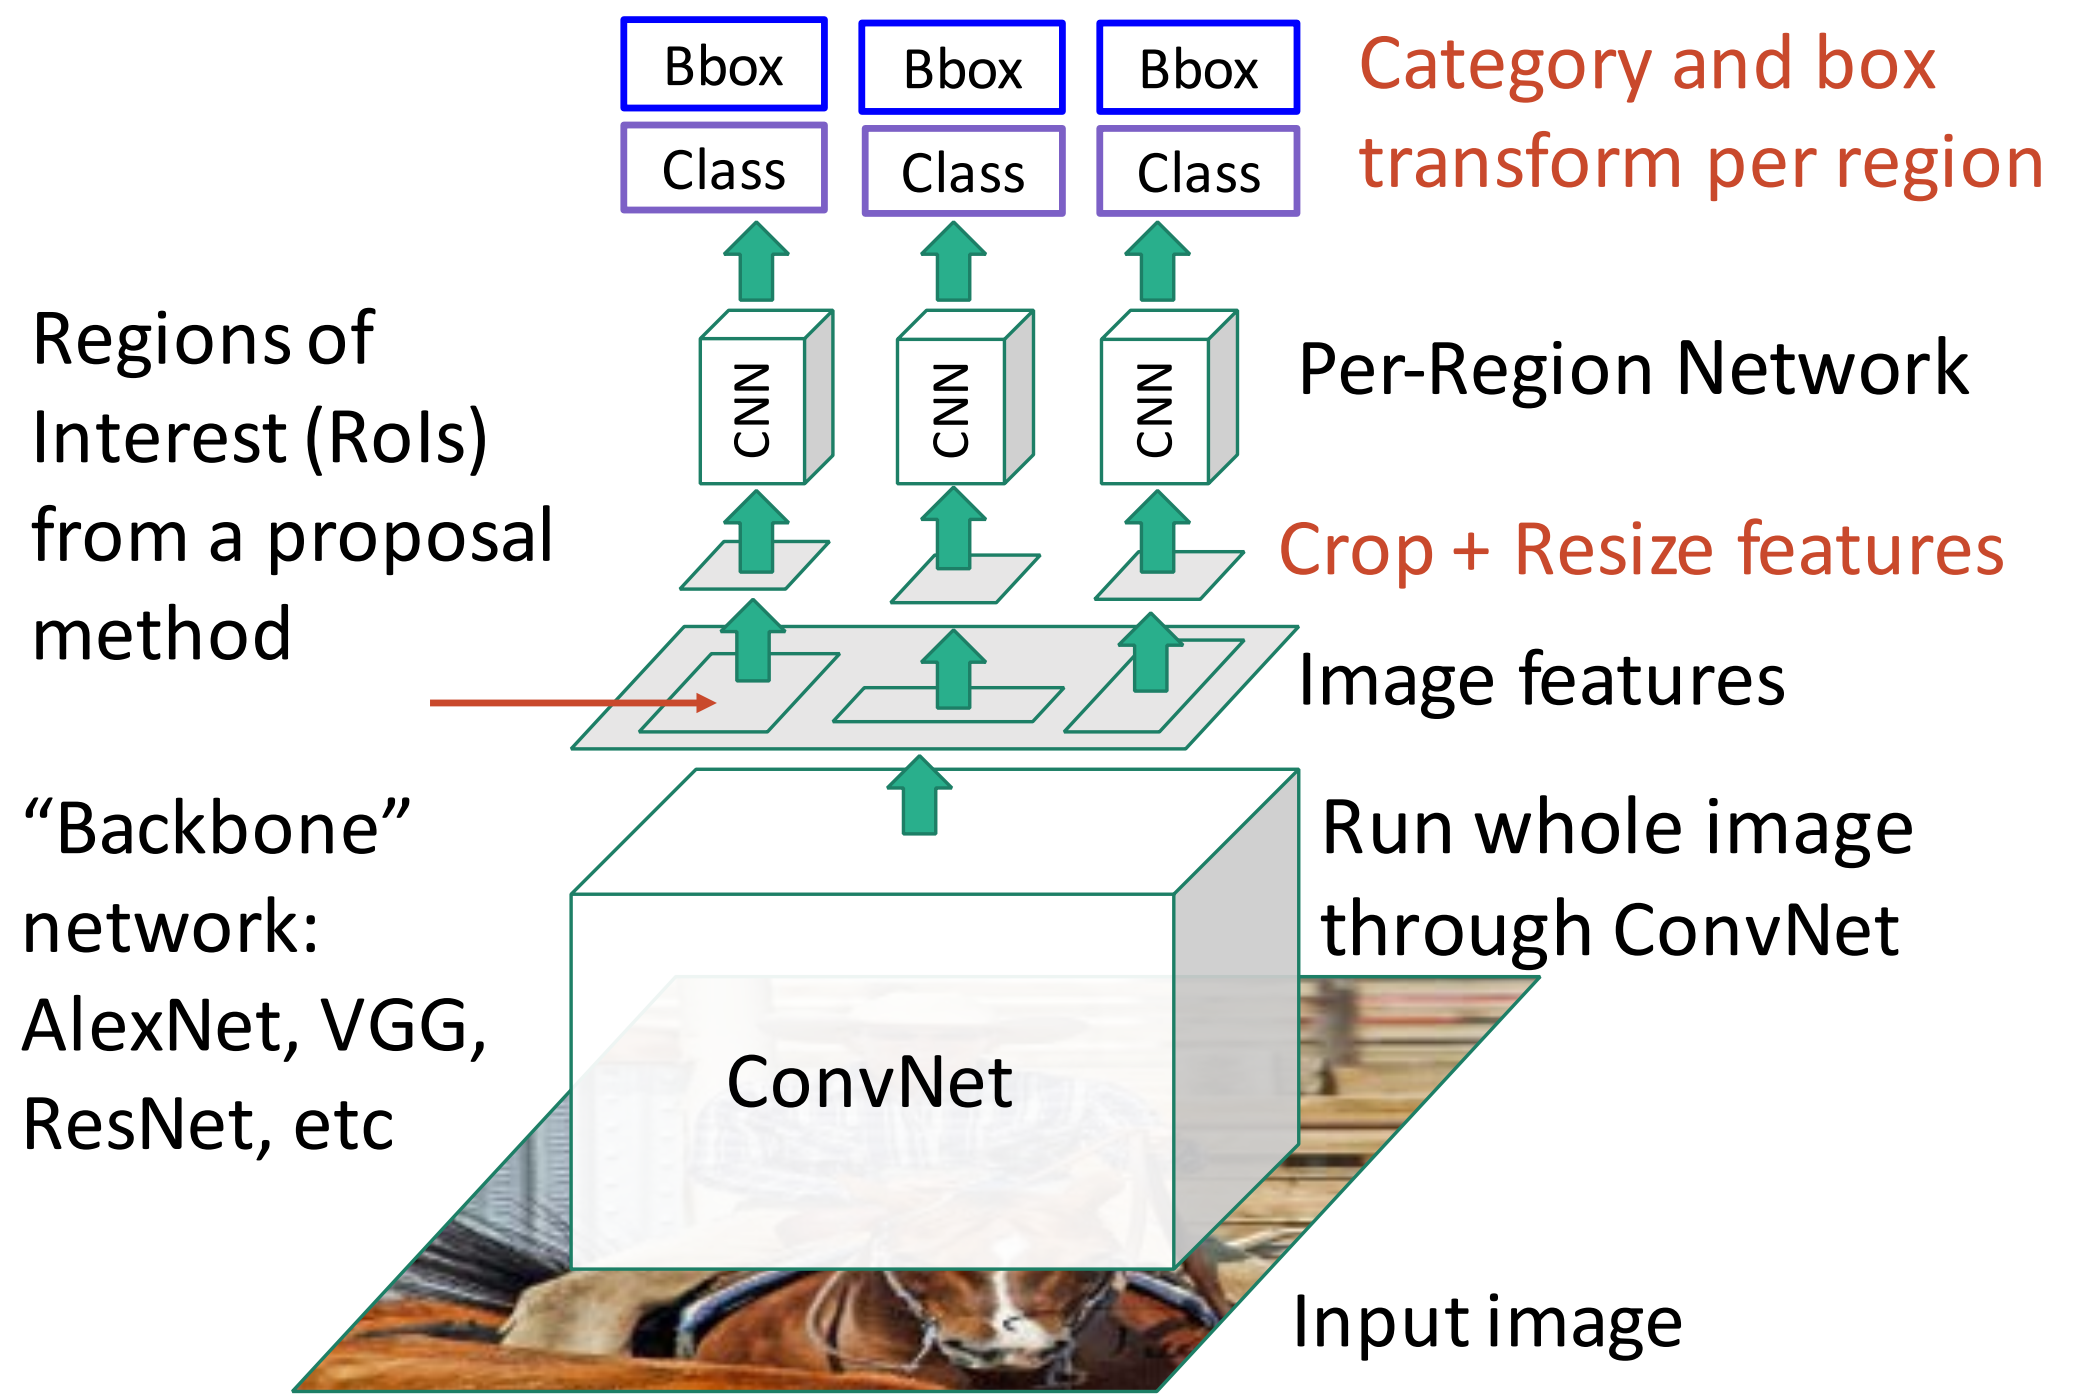 Bbox
Bbox
Bbox
Category and box
transform per region
Class
Class
Class
Regions of
Interest (RoIs)
from a proposal
method
CNN
CNN
CNN
Per-Region Network
Crop + Resize features
Image features
“Backbone”
network:
AlexNet, VGG,
ResNet, etc
Run whole image
through ConvNet
ConvNet
Input image